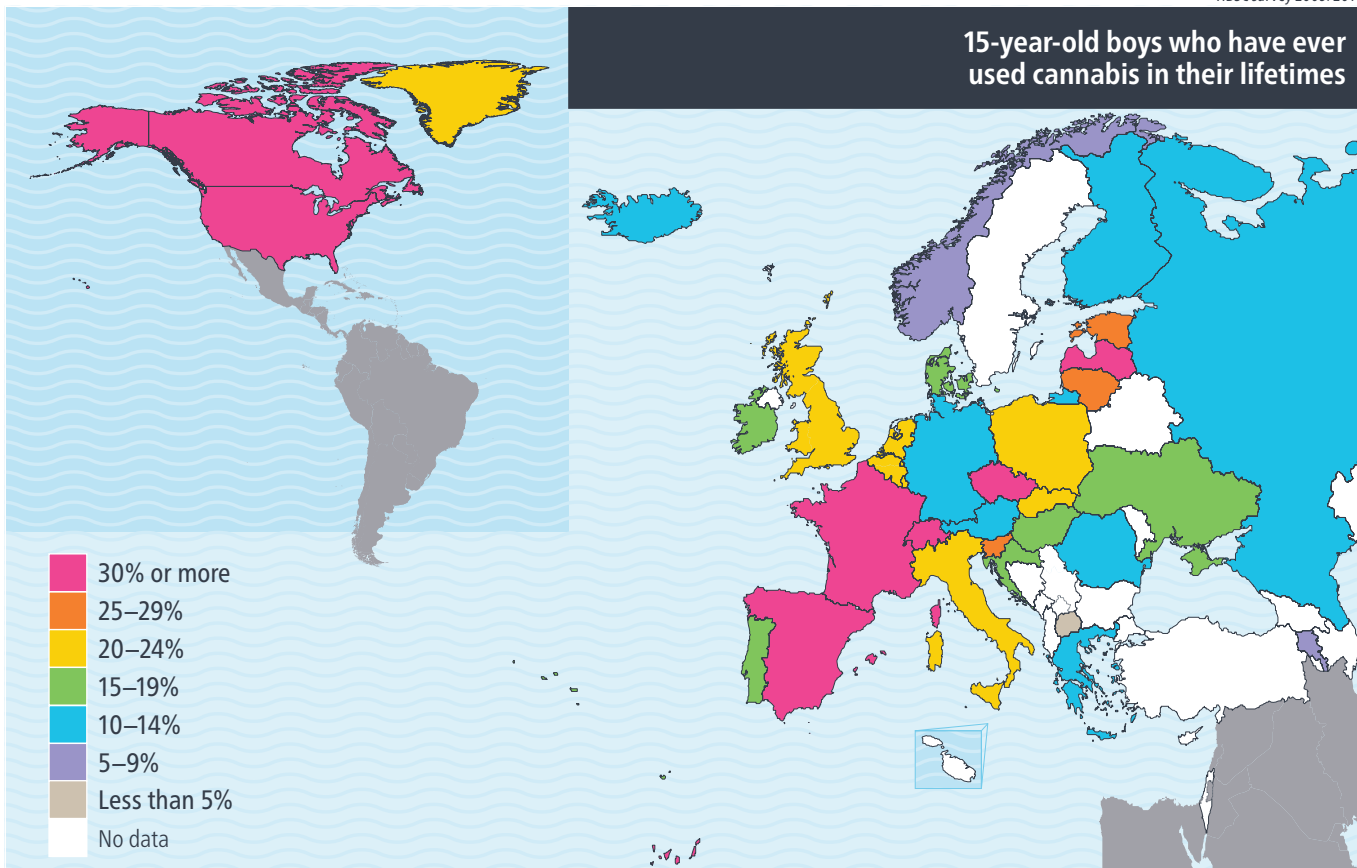 15-year-old boys who have ever
used cannabis in their lifetimes
30% or more
25–29%
20–24%
15–19%
10–14%
5–9%
Less than 5%
No data